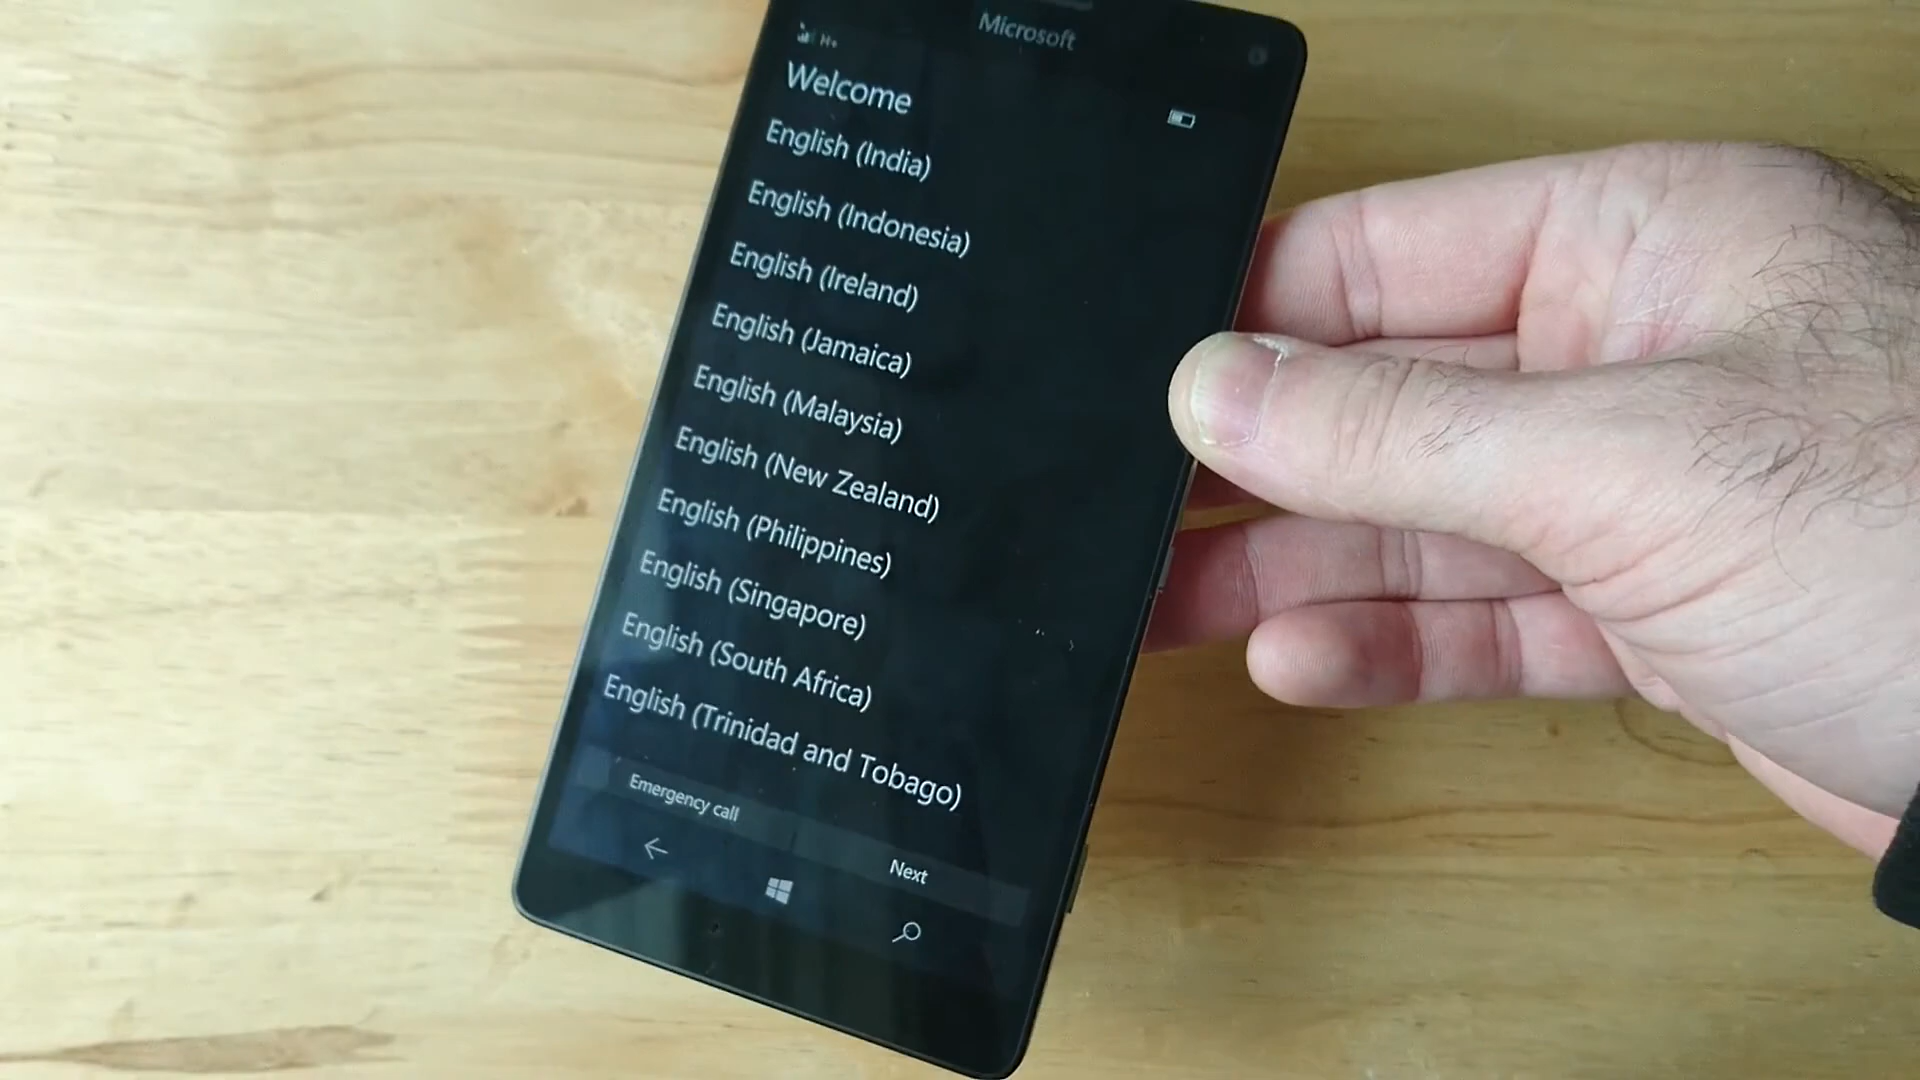 Microsoft
H+
Welcome
English (India)
English (Indonesia)
English (Ireland)
English (Jamaica)
English (Malaysia)
English (New Zealand)
English (Philippines)
English (Singapore)
English (South Africa)
English (Trinidad and Tobago)
Emergency call
Next